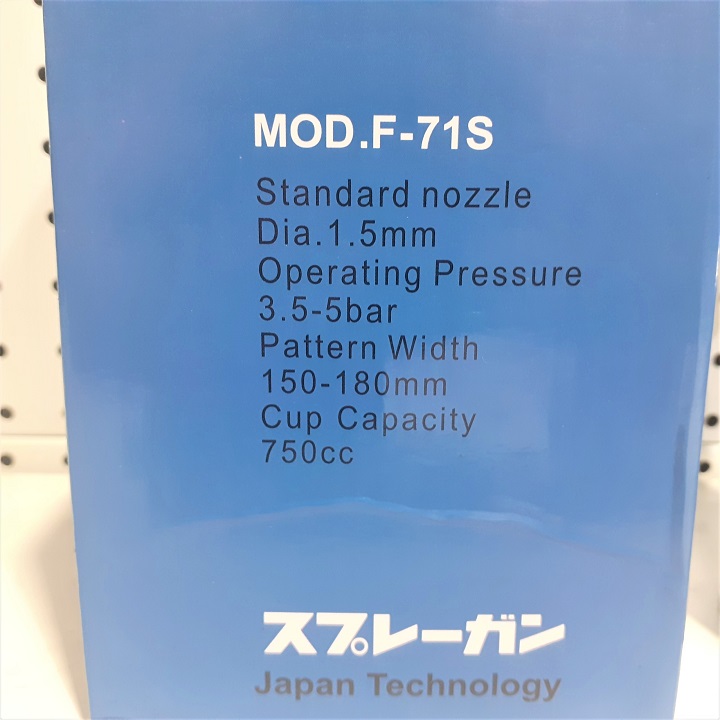 MOD.F-71S
Standard nozzle
Dia.1.5mm
Operating Pressure
3.5-5bar
Pattern Width
150-180mm
Cup Capacity
750cc
スプレーガン
Japan Technology